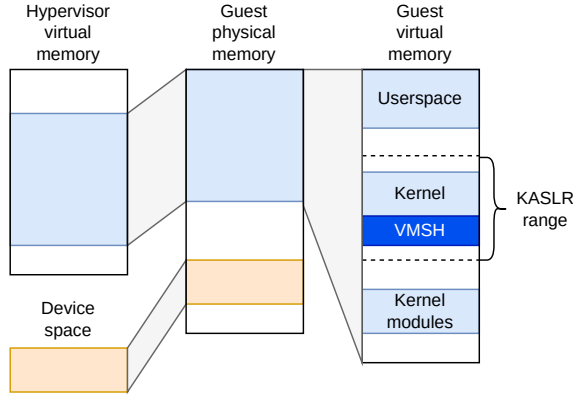 Hypervisor
virtual
memory
Guest
physical
memory
Guest
virtual
memory
Userspace
Kernel
VMSH
KASLR
range
Kernel
modules
Device
space